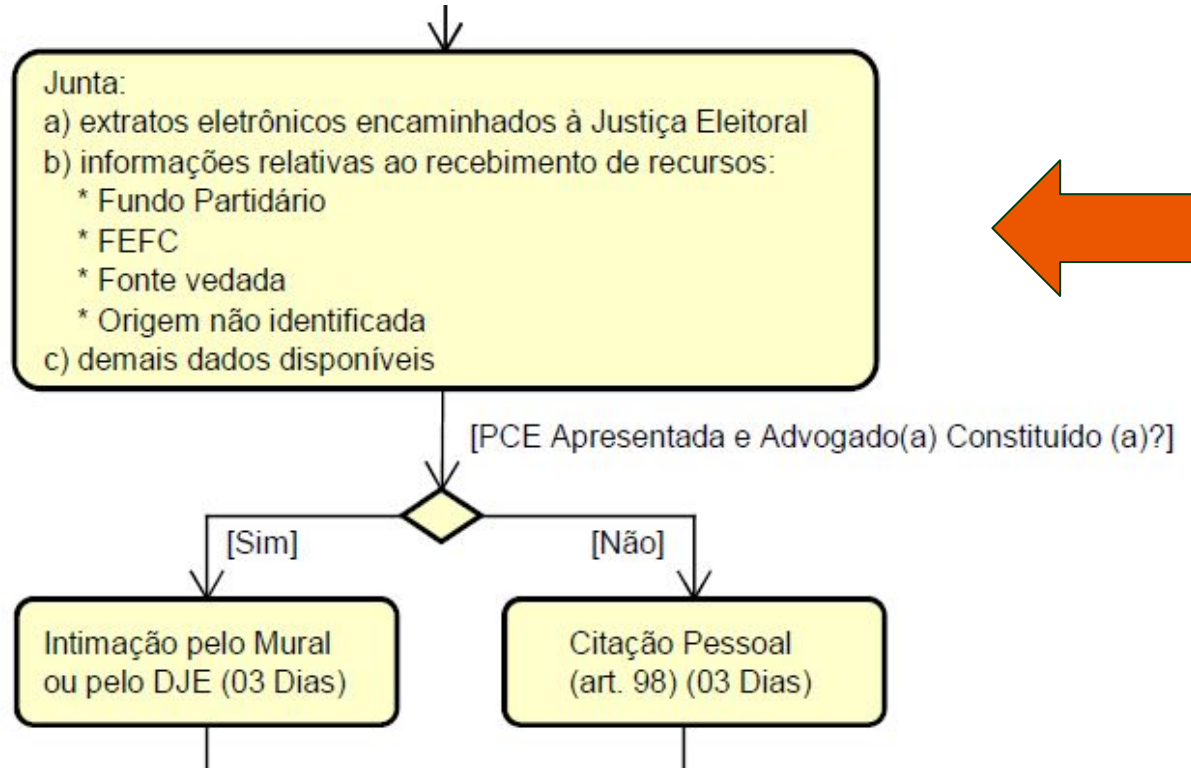 Junta:
a) extratos eletrônicos encaminhados à Justiça Eleitoral
b) informações relativas ao recebimento de recursos:
* Fundo Partidário
* FEFC
* Fonte vedada
* Origem não identificada
c) demais dados disponíveis
[PCE Apresentada e Advogado(a) Constituído (a)?]
[Sim]
[Não]
Intimação pelo Mural
ou pelo DJE (03 Dias)
Citação Pessoal
(art. 98) (03 Dias)